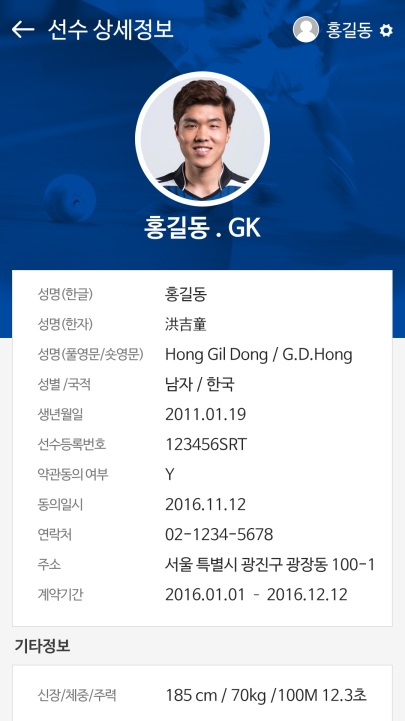 선수 상세정보
홍길동
홍길동 . GK
성명(한글) 홍길동
성명(한자) 洪吉童
성명(풀영문/숏영문) Hong Gil Dong / G.D.Hong
성별 /국적 남자 / 한국
생년월일 2011.01.19
선수등록번호 123456SRT
약관동의 여부 Y
동의일시 2016.11.12
연락처 02-1234-5678
주소 서울 특별시 광진구 광장동 100-1
계약기간 2016.01.01 - 2016.12.12
기타정보
신장/체중/주력 185 cm / 70kg /100M 12.3초